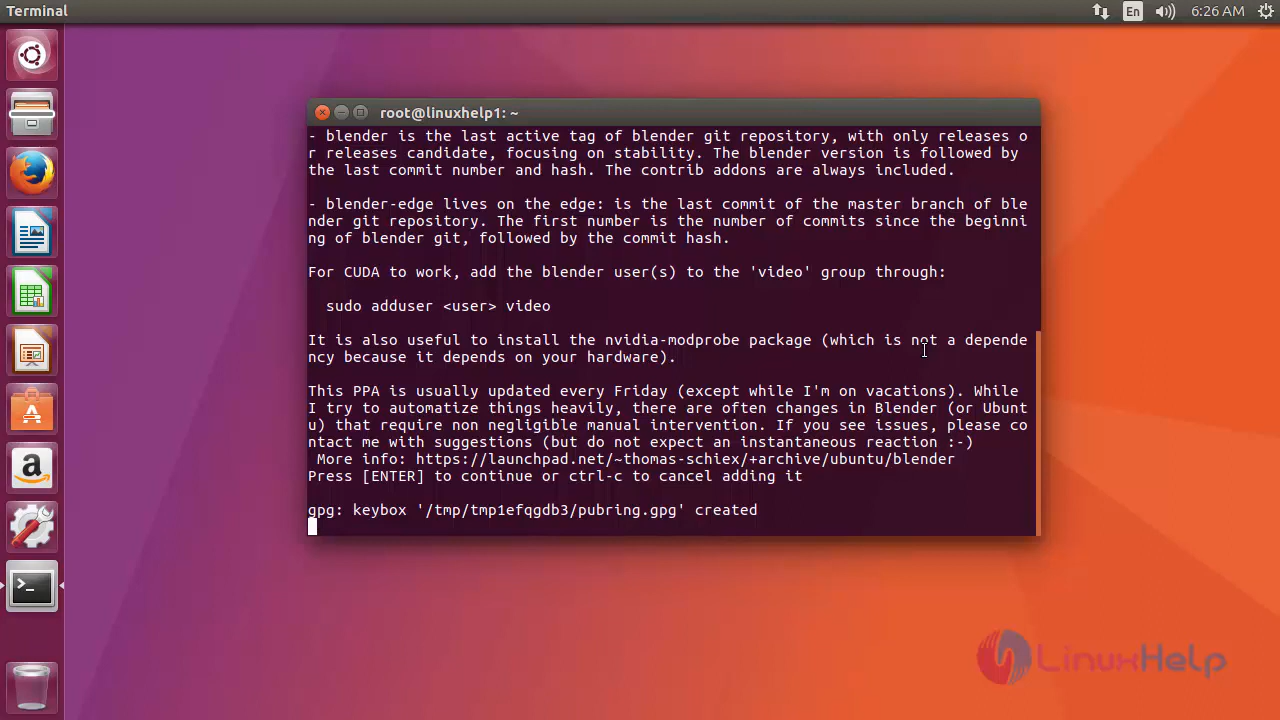 Terminal
En
6:26 AM
root@linuxhelp1: ~
- blender is the last active tag of blender git repository, with only releases o
r releases candidate, focusing on stability. The blender version is followed by
the last commit number and hash. The contrib addons are always included.
- blender-edge lives on the edge: is the last commit of the master branch of ble
nder git repository. The first number is the number of commits since the beginni
ng of blender git, followed by the commit hash.
For CUDA to work, add the blender user(s) to the 'video' group through:
sudo adduser <user> video
It is also useful to install the nvidia-modprobe package (which is not a depende
ncy because it depends on your hardware).
This PPA is usually updated every Friday (except while I'm on vacations). While
I try to automatize things heavily, there are often changes in Blender (or Ubunt
u) that require non negligible manual intervention. If you see issues, please co
ntact me with suggestions (but do not expect an instantaneous reaction :-)
More info: https://launchpad.net/~thomas-schiex/+archive/ubuntu/blender
Press [ENTER] to continue or ctrl-c to cancel adding it
gpg: keybox '/tmp/tmp1efqgdb3/pubring.gpg' created
LinuxHelp